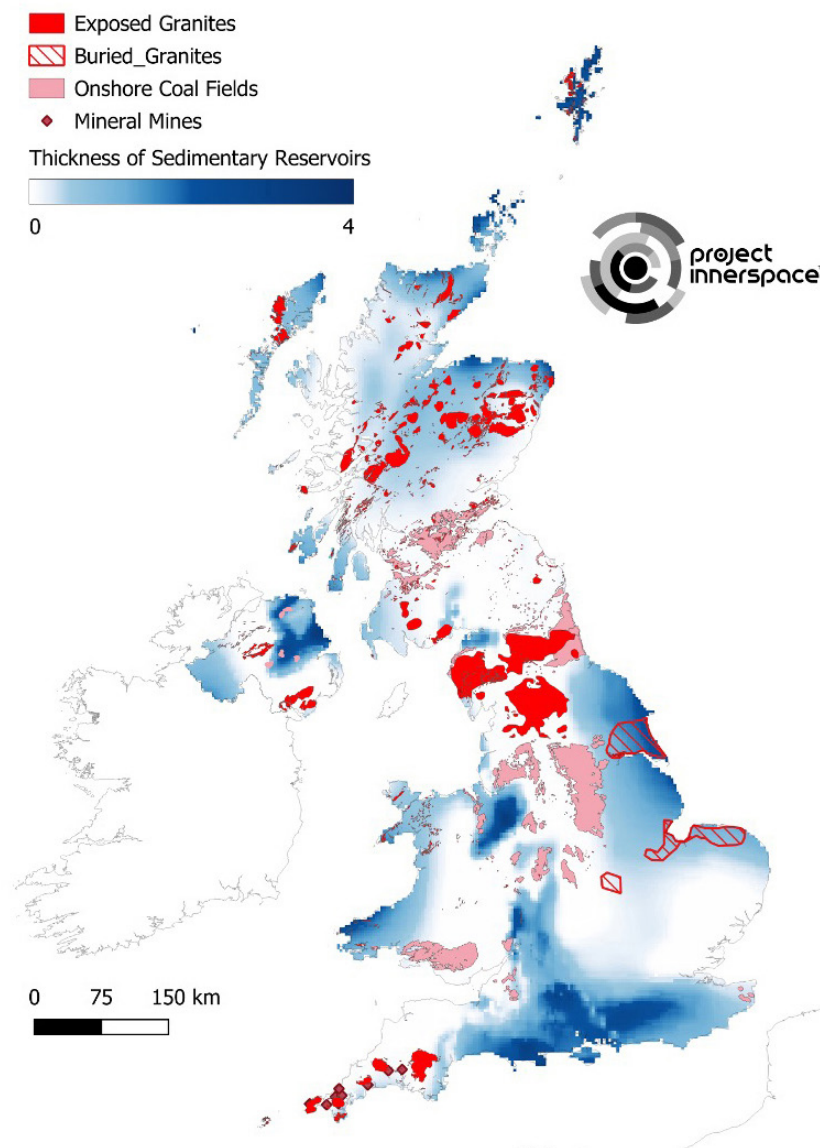 Exposed Granites
Buried_Granites
Onshore Coal Fields
Mineral Mines
Thickness of Sedimentary Reservoirs
0 4
project
innerspace
0 75 150 km